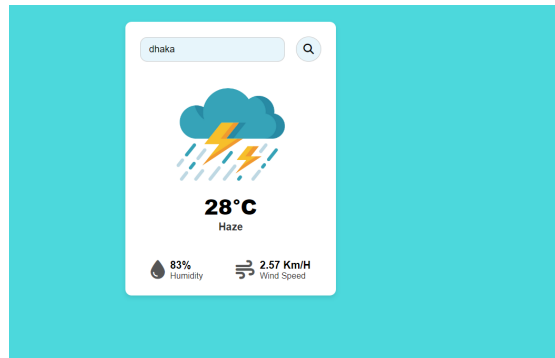 dhaka
28°C
Haze
83%
Humidity
2.57 Km/H
Wind Speed